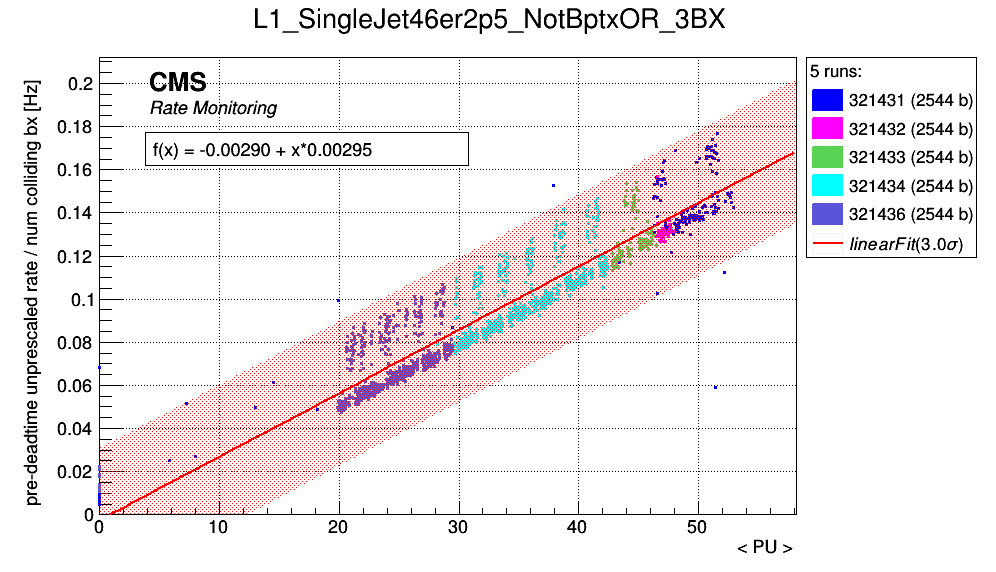 L1_SingleJet46er2p5_NotBptxOR_3BX
pre-deadtime unprescaled rate / num colliding bx [Hz]
CMS
Rate Monitoring
f(x) = -0.00290 + x*0.00295
0.2
0.18
0.16
0.14
0.12
0.1
0.08
0.06
0.04
0.02
0
0 10 20 30 40 50
< PU >
5 runs:
321431 (2544 b)
321432 (2544 b)
321433 (2544 b)
321434 (2544 b)
321436 (2544 b)
linearFit(3.0σ)